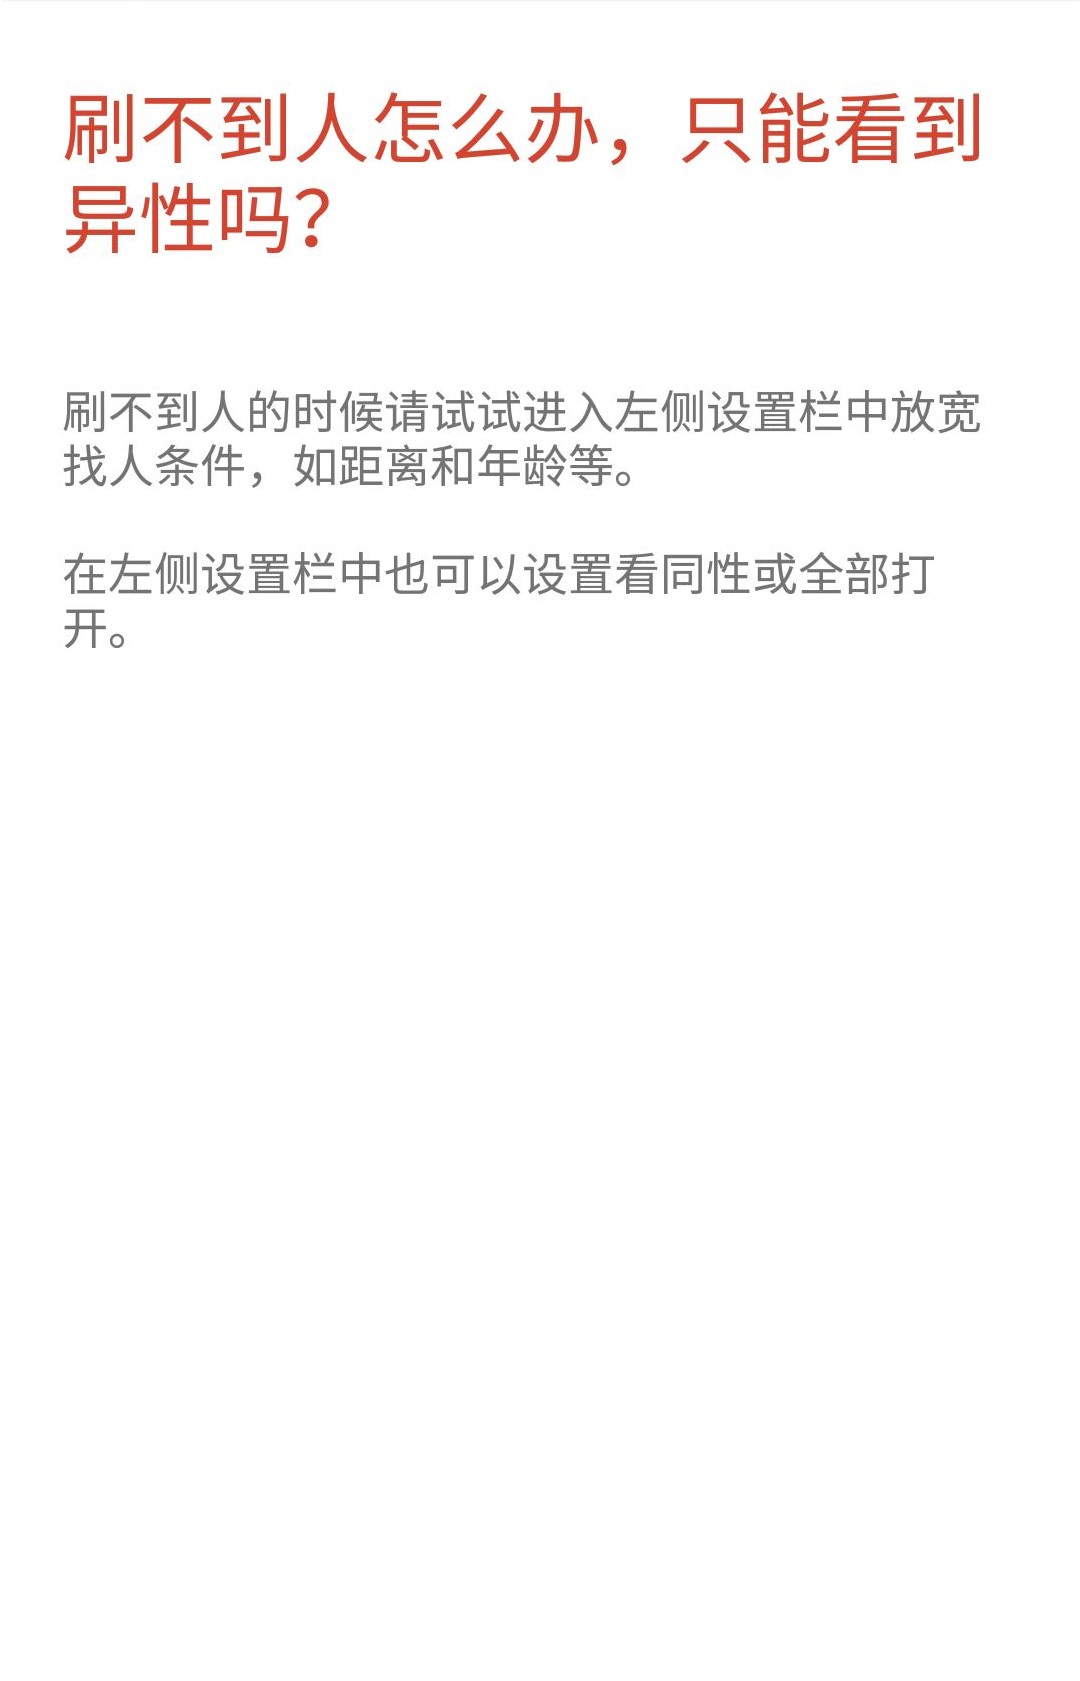 刷不到人怎么办，只能看到
异性吗？
刷不到人的时候请试试进入左侧设置栏中放宽
找人条件，如距离和年龄等。
在左侧设置栏中也可以设置看同性或全部打
开。